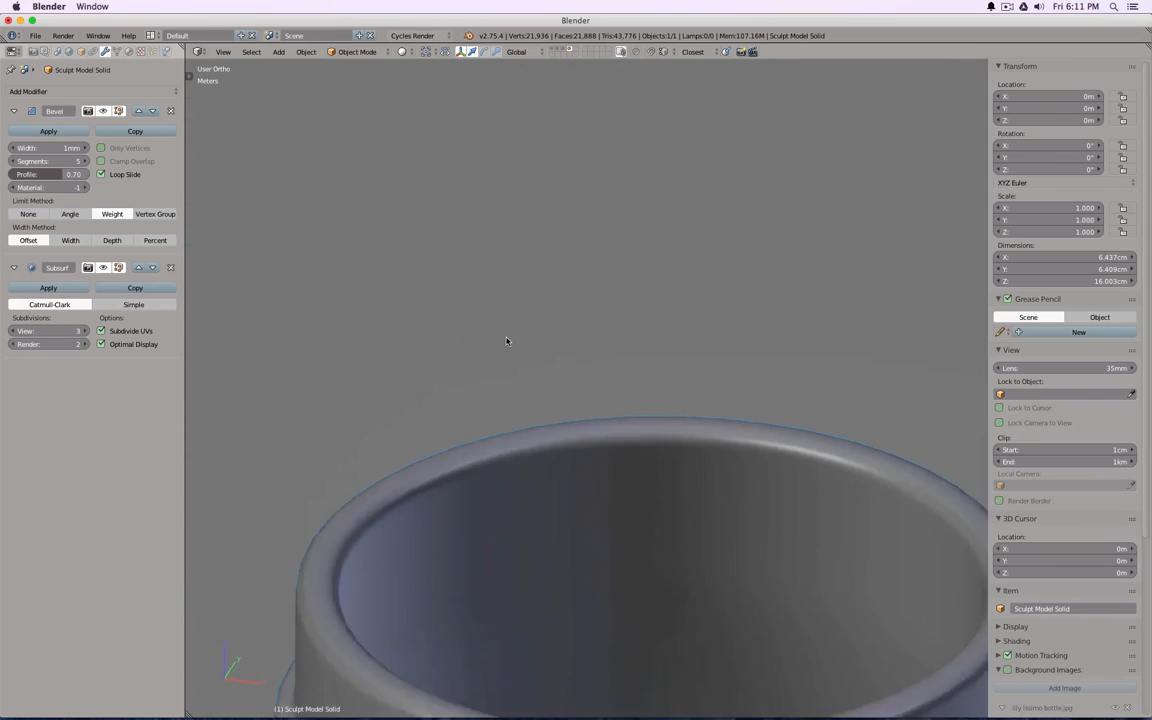 Blender Window Fri 6:11 PM
Blender
File Render Window Help Default Scene Cycles Render v2.75.4 | Verts:21,936 | Faces:21,888 | Tris:43,776 | Objects:1/1 | Lamps:0/0 | Mem:107.16M | Sculpt Model Solid
View Select Add Object Object Mode Global Closest
Sculpt Model Solid
Add Modifier
Bevel
Apply Copy
Width: 1mm Only Vertices
Segments: 5 Clamp Overlap
Profile: 0.70 Loop Slide
Material: -1
Limit Method:
None Angle Weight Vertex Group
Width Method:
Offset Width Depth Percent
Subsurf
Apply Copy
Catmull-Clark Simple
Subdivisions: Options:
View: 3 Subdivide UVs
Render: 2 Optimal Display
User Ortho
Meters
(1) Sculpt Model Solid
Transform
Location:
X: 0m
Y: 0m
Z: 0m
Rotation:
X: 0°
Y: 0°
Z: 0°
XYZ Euler
Scale:
X: 1.000
Y: 1.000
Z: 1.000
Dimensions:
X: 6.437cm
Y: 6.409cm
Z: 16.003cm
Grease Pencil
Scene Object
New
View
Lens: 35mm
Lock to Object:
Lock to Cursor
Lock Camera to View
Clip:
Start: 1cm
End: 1km
Local Camera:
Render Border
3D Cursor
Location:
X: 0m
Y: 0m
Z: 0m
Item
Sculpt Model Solid
Display
Shading
Motion Tracking
Background Images
Add Image